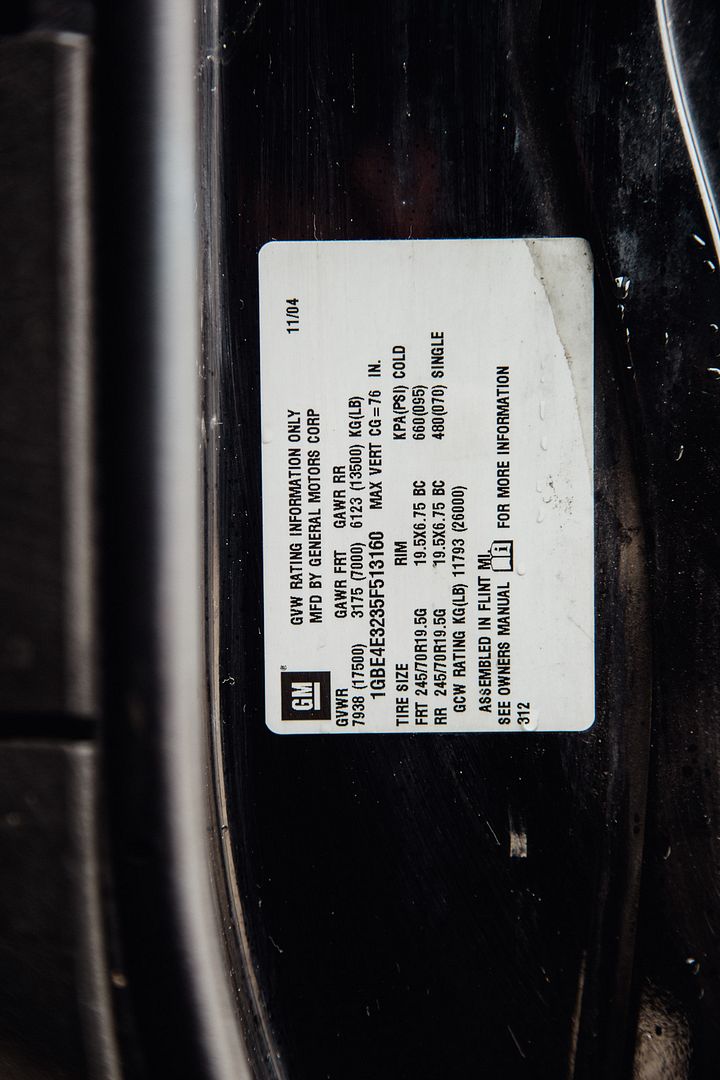 GVW RATING INFORMATION ONLY 11/04
MFD BY GENERAL MOTORS CORP
GM®
GVWR GAWR FRT GAWR RR
7938 (17500) 3175 (7000) 6123 (13500) KG(LB)
1GBE4E3235F513160 MAX VERT CG=76 IN.
TIRE SIZE RIM KPA(PSI) COLD
FRT 245/70R19.5G 19.5X6.75 BC 660(095)
RR 245/70R19.5G 19.5X6.75 BC 480(070) SINGLE
GCW RATING KG(LB) 11793 (26000)
ASSEMBLED IN FLINT MI.
SEE OWNERS MANUAL i FOR MORE INFORMATION
312